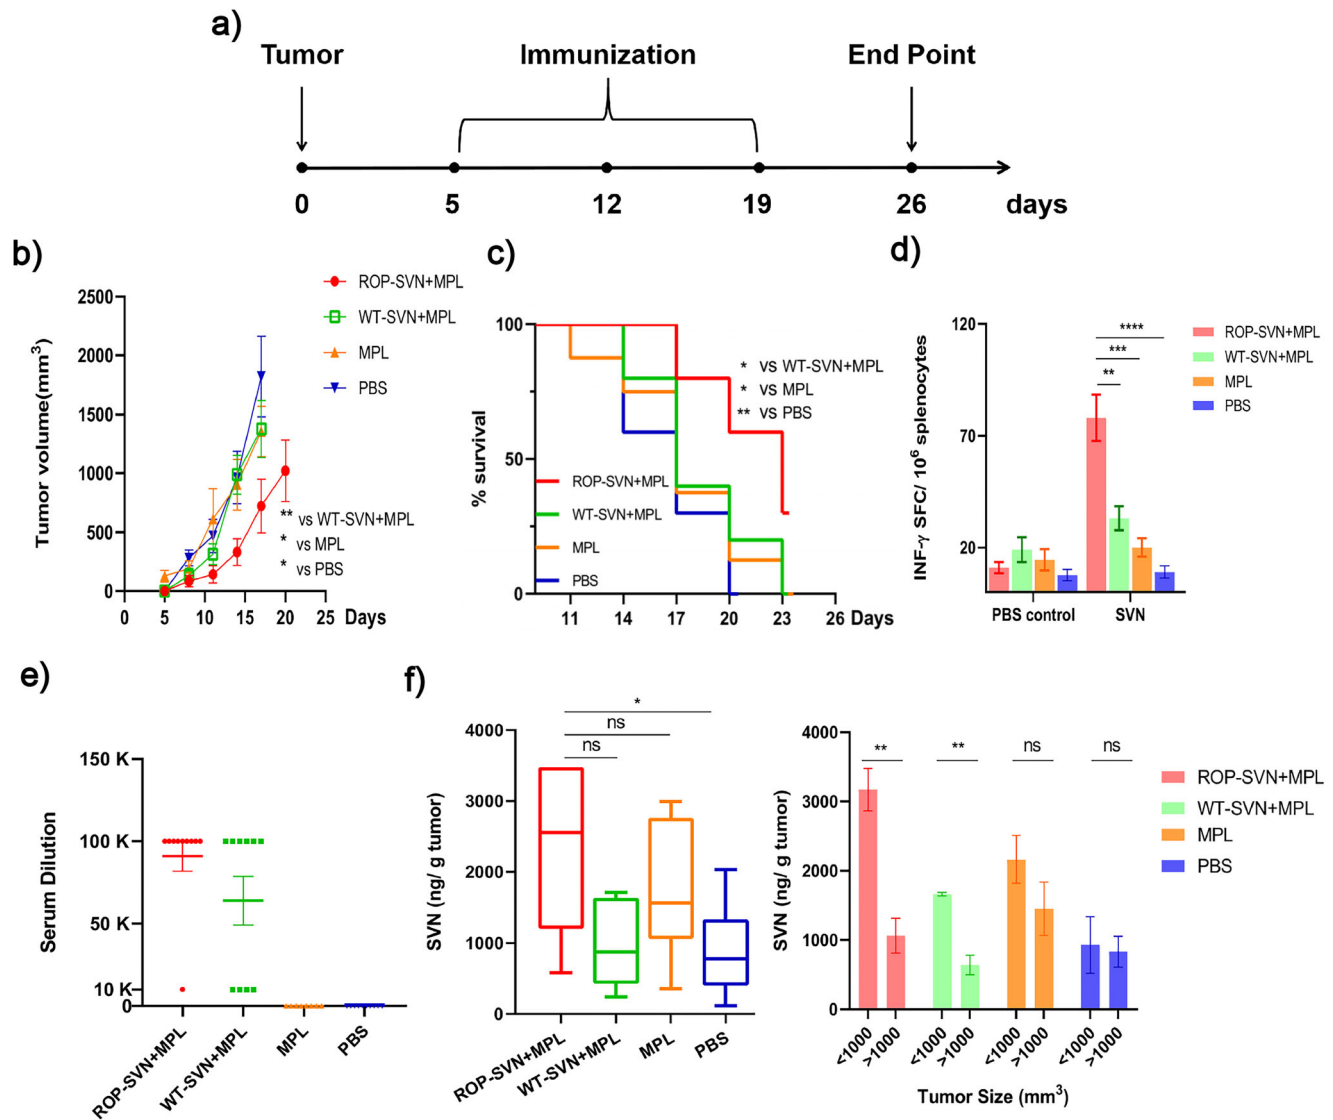 a)
Tumor Immunization End Point
0 5 12 19 26 days
b)
ROP-SVN+MPL
WT-SVN+MPL
MPL
PBS
Tumor volume(mm³)
2500
2000
1500
1000
500
0
** vs WT-SVN+MPL
* vs MPL
* vs PBS
0 5 10 15 20 25 Days
c)
% survival
100
50
0
* vs WT-SVN+MPL
* vs MPL
** vs PBS
ROP-SVN+MPL
WT-SVN+MPL
MPL
PBS
11 14 17 20 23 26 Days
d)
INF-γ SFC/ 10⁶ splenocytes
120
70
20
****
***
**
ROP-SVN+MPL
WT-SVN+MPL
MPL
PBS
PBS control SVN
e)
Serum Dilution
150 K
100 K
50 K
10 K
0
ROP-SVN+MPL WT-SVN+MPL MPL PBS
f)
SVN (ng/ g tumor)
4000
3000
2000
1000
0
*
ns
ns
ROP-SVN+MPL WT-SVN+MPL MPL PBS
SVN (ng/ g tumor)
4000
3000
2000
1000
0
** ** ns ns
<1000 >1000 <1000 >1000 <1000 >1000 <1000 >1000
Tumor Size (mm³)
ROP-SVN+MPL
WT-SVN+MPL
MPL
PBS